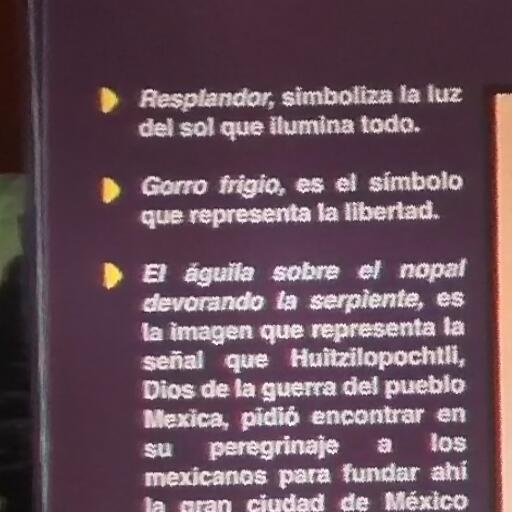 Resplandor, simboliza la luz
del sol que ilumina todo.
Gorro frigio, es el símbolo
que representa la libertad.
El águila sobre el nopal
devorando la serpiente, es
la imagen que representa la
señal que Huitzilopochtli,
Dios de la guerra del pueblo
Mexica, pidió encontrar en
su peregrinaje a los
mexicanos para fundar ahí
la gran ciudad de México